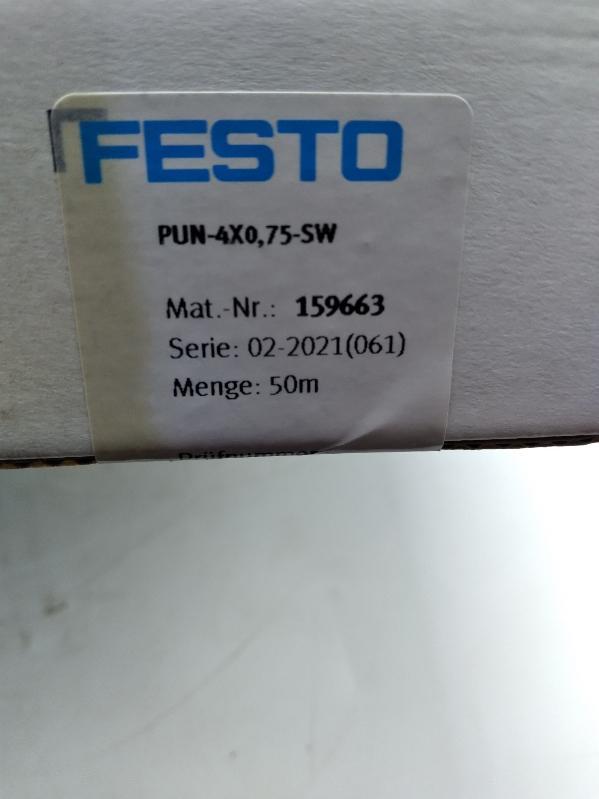 FESTO
PUN-4X0,75-SW
Mat.-Nr.: 159663
Serie: 02-2021(061)
Menge: 50m